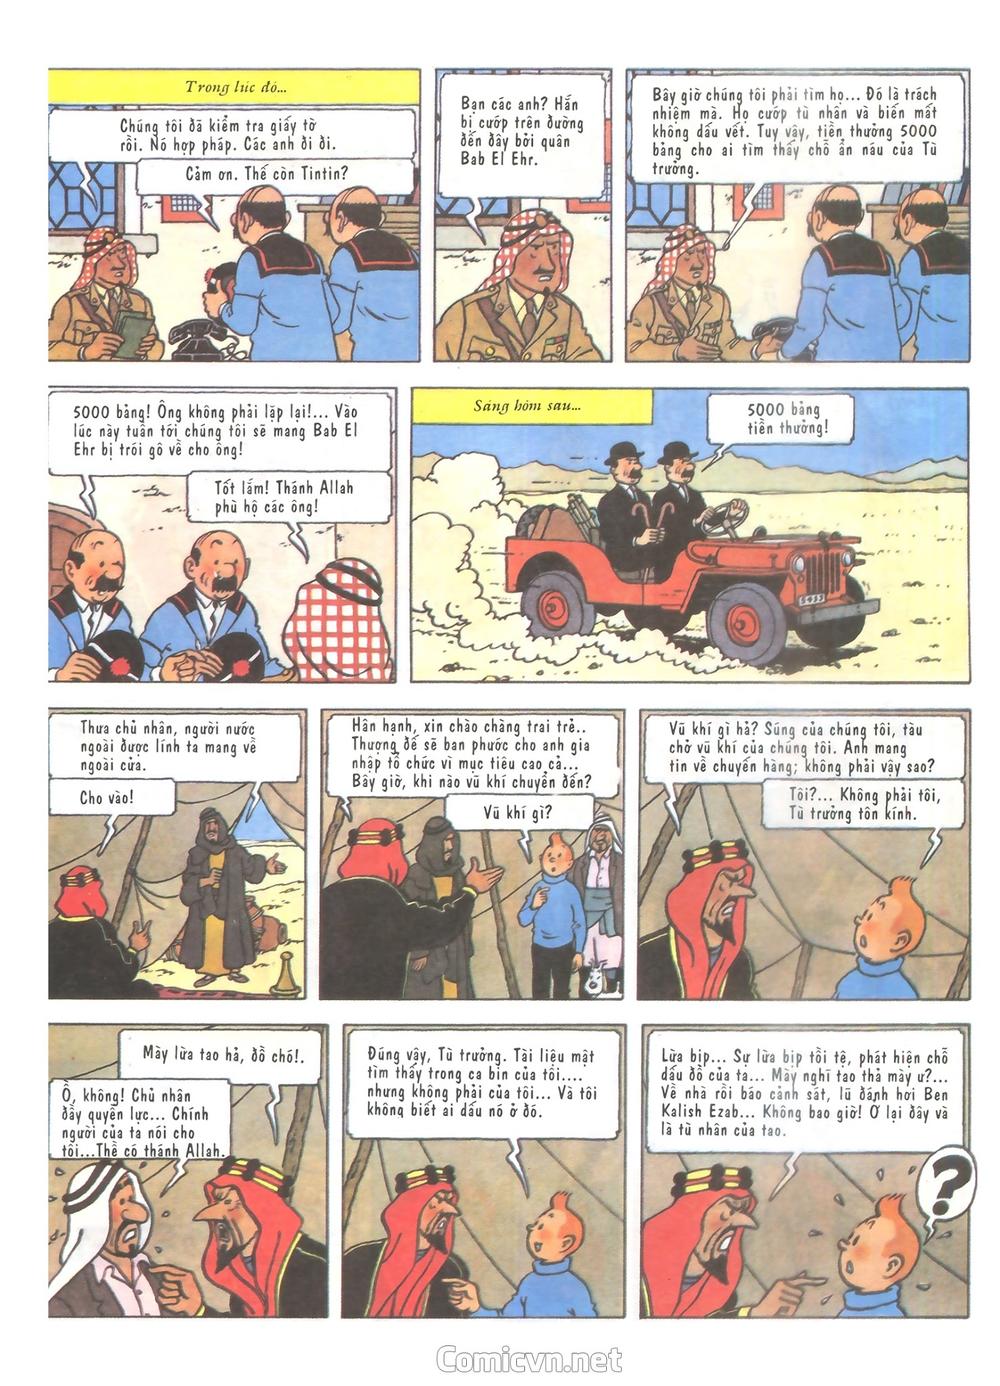 Trong lúc đó...
Chúng tôi đã kiểm tra giấy tờ
rồi. Nó hợp pháp. Các anh đi đi.
Cảm ơn. Thế còn Tintin?
Bạn các anh? Hắn
bị cướp trên đường
đến đây bởi quân
Bab El Ehr.
Bây giờ chúng tôi phải tìm họ... Đó là trách
nhiệm mà. Họ cướp tù nhân và biến mất
không dấu vết. Tuy vậy, tiền thưởng 5000
bảng cho ai tìm thấy chỗ ẩn náu của Tù
trưởng.
5000 bảng! Ông không phải lặp lại!... Vào
lúc này tuần tới chúng tôi sẽ mang Bab El
Ehr bị trói gô về cho ông!
Tốt lắm! Thánh Allah
phù hộ các ông!
Sáng hôm sau...
5000 bảng
tiền thưởng!
Thưa chủ nhân, người nước
ngoài được lính ta mang về
ngoài cửa.
Cho vào!
Hân hạnh, xin chào chàng trai trẻ..
Thượng đế sẽ ban phước cho anh gia
nhập tổ chức vì mục tiêu cao cả...
Bây giờ, khi nào vũ khí chuyển đến?
Vũ khí gì?
Vũ khí gì hả? Súng của chúng tôi, tàu
chở vũ khí của chúng tôi. Anh mang
tin về chuyến hàng; không phải vậy sao?
Tôi?... Không phải tôi,
Tù trưởng tôn kính.
Mày lừa tao hả, đồ chó!.
Ồ, không! Chủ nhân
đầy quyền lực... Chính
người của ta nói cho
tôi...Thề có thánh Allah.
Đúng vậy, Tù trưởng. Tài liệu mật
tìm thấy trong ca bin của tôi....
nhưng không phải của tôi... Và tôi
không biết ai dấu nó ở đó.
Lừa bịp... Sự lừa bịp tồi tệ, phát hiện chỗ
dấu đồ của ta... Mày nghĩ tao thả mày ư?...
Về nhà rồi báo cảnh sát, lũ đánh hơi Ben
Kalish Ezab... Không bao giờ! Ở lại đây và
là tù nhân của tao.
?
Comicvn.net